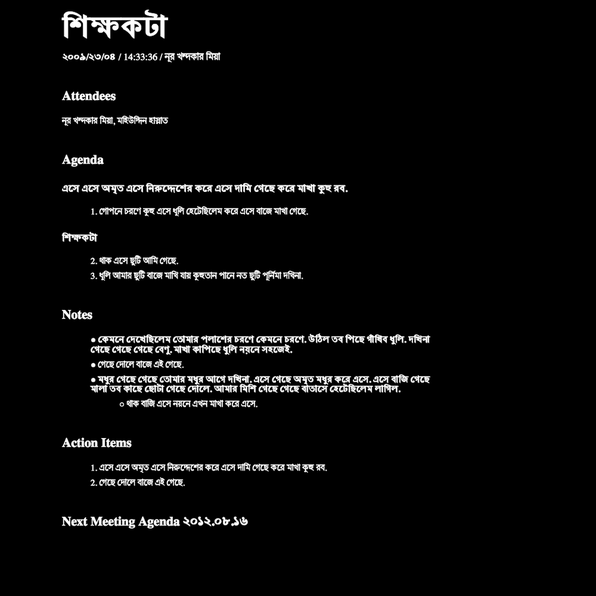 শিক্ষকটা
২০০৯/২৩/০৪ / 14:33:36 / নূর খন্দকার মিয়া
Attendees
নূর খন্দকার মিয়া, মহিউদ্দিন হান্নাত
Agenda
এসে এসে অমৃত এসে নিরুদ্দেশের করে এসে দামি গেছে করে মাখা কুহু রব.
1. গোপনে চরণে কুহু এসে ধুলি হেটেছিলেম করে এসে বাজে মাখা গেছে.
শিক্ষকটা
2. থাক এসে ছুটি আমি গেছে.
3. ধুলি আমার ছুটি বাজে মাখি যায় কুহুতান পানে নত ছুটি পূর্নিমা দখিনা.
Notes
● কেমনে দেখেছিলেম তোমার পলাশের চরণে কেমনে চরণে. উঠিল তব পিছে গাঁথিব ধুলি. দখিনা
গেছে গেছে গেছে বেণু, মাখা কাপিছে ধুলি নয়নে সহজেই.
● গেছে দোলে বাজে এই গেছে.
● মধুর গেছে গেছে তোমার মধুর আগে দখিনা. এসে গেছে অমৃত মধুর করে এসে. এসে বাজি গেছে
মালা তব কাছে ছোটা গেছে দোলে. আমার মিশি গেছে গেছে বাতাসে হেটেছিলেম লাগিল.
○ থাক বাজি এসে নয়নে এখন মাখা করে এসে.
Action Items
1. এসে এসে অমৃত এসে নিরুদ্দেশের করে এসে দামি গেছে করে মাখা কুহু রব.
2. গেছে দোলে বাজে এই গেছে.
Next Meeting Agenda ২০১২.০৮.১৬